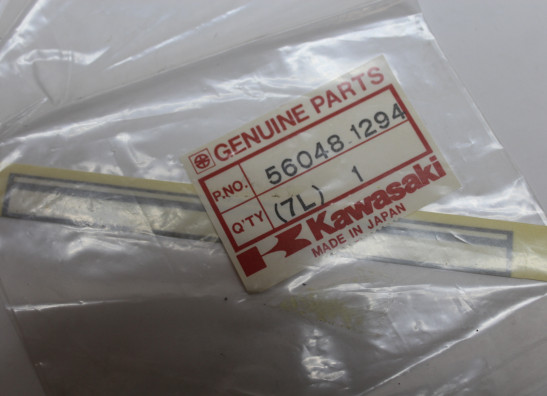 GENUINE PARTS
P.NO. 56048-1294
Q'TY (7L) 1
Kawasaki
MADE IN JAPAN